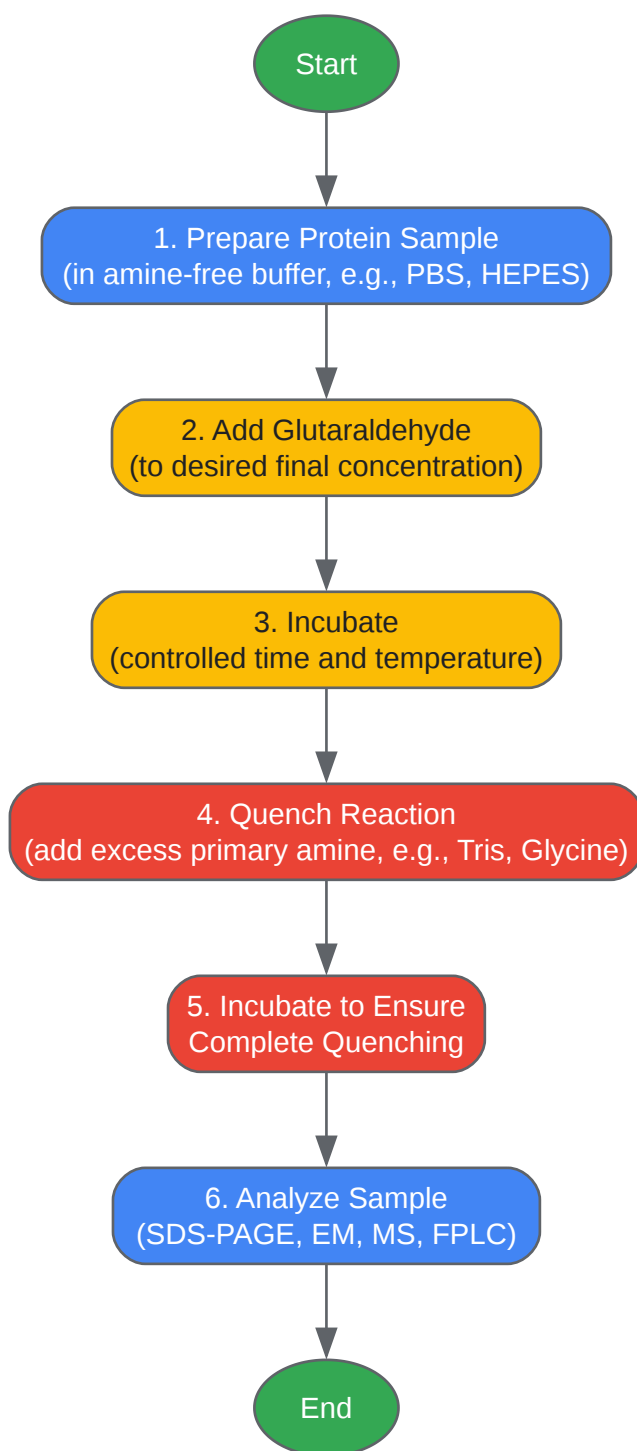 Start
1. Prepare Protein Sample
(in amine-free buffer, e.g., PBS, HEPES)
2. Add Glutaraldehyde
(to desired final concentration)
3. Incubate
(controlled time and temperature)
4. Quench Reaction
(add excess primary amine, e.g., Tris, Glycine)
5. Incubate to Ensure
Complete Quenching
6. Analyze Sample
(SDS-PAGE, EM, MS, FPLC)
End